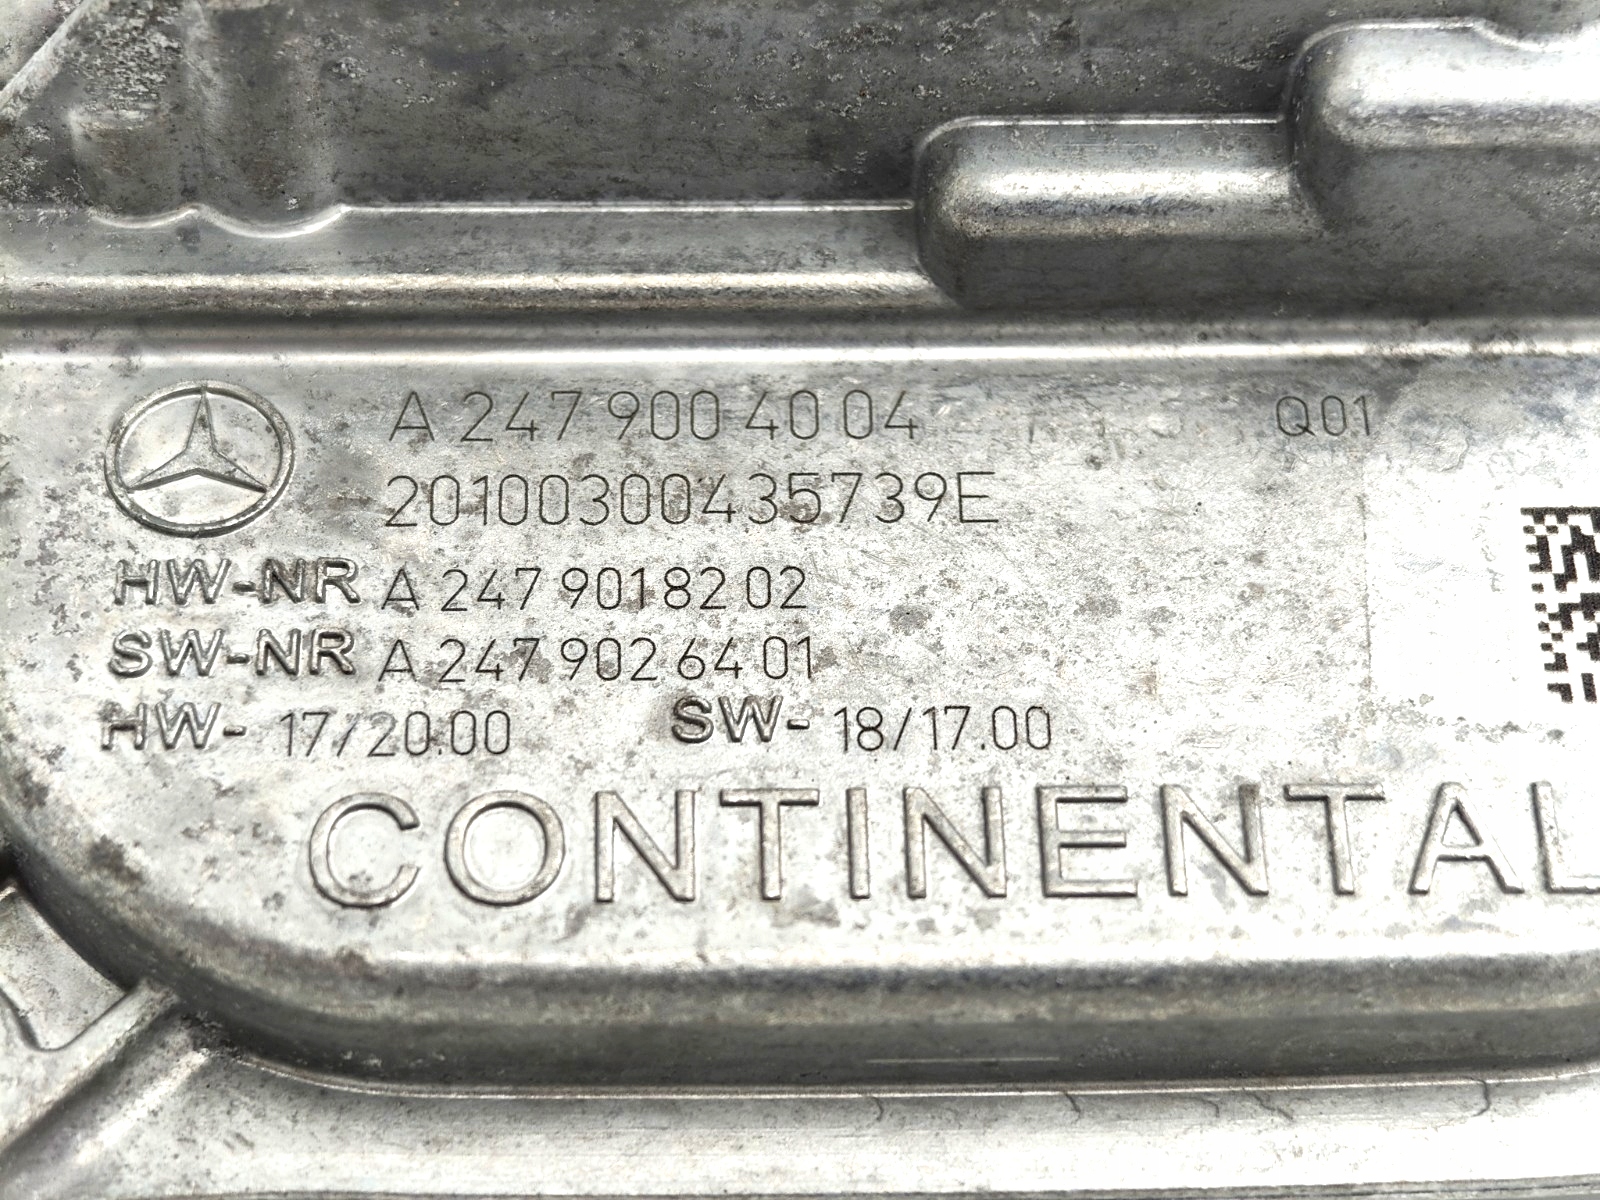 A 247 900 40 04 Q01
20100300435739E
HW-NR A 247 901 82 02
SW-NR A 247 902 64 01
HW- 17/20.00 SW- 18/17.00
CONTINENTAL